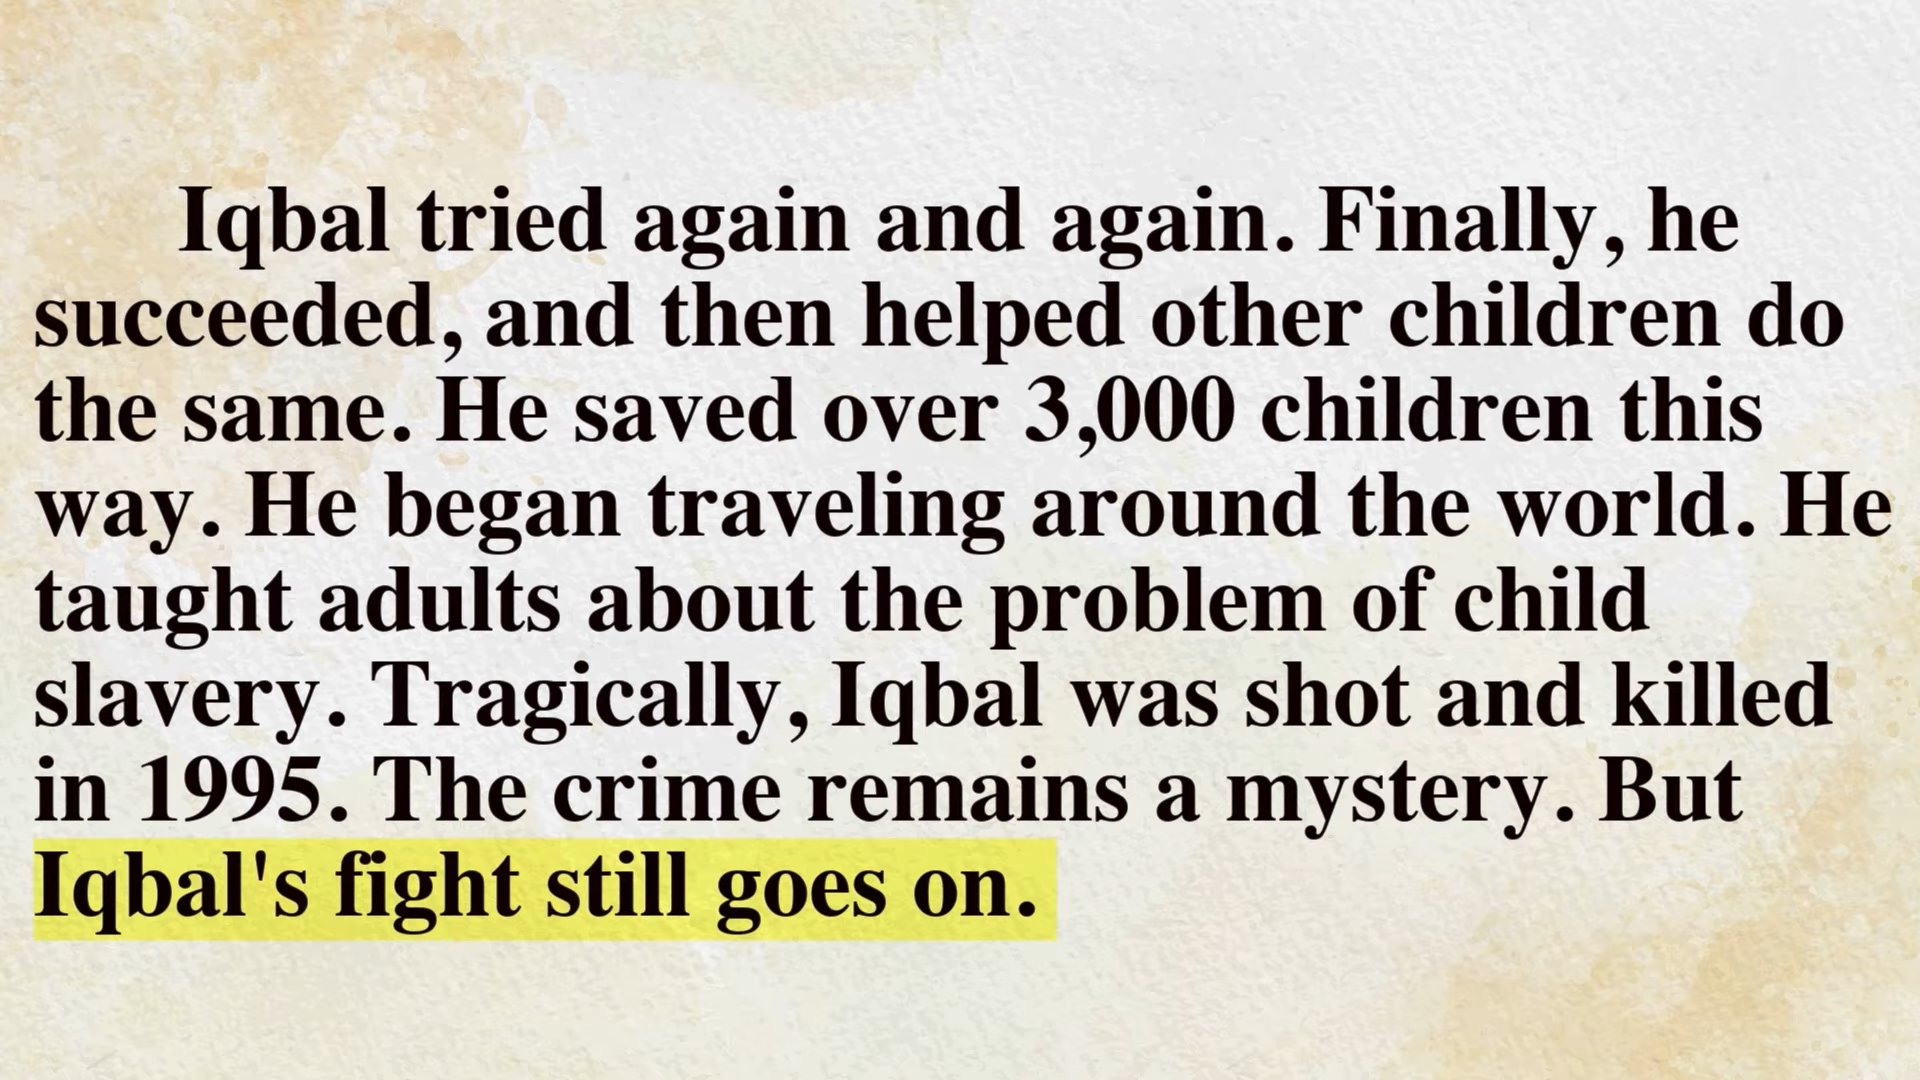 Iqbal tried again and again. Finally, he
succeeded, and then helped other children do
the same. He saved over 3,000 children this
way. He began traveling around the world. He
taught adults about the problem of child
slavery. Tragically, Iqbal was shot and killed
in 1995. The crime remains a mystery. But
Iqbal's fight still goes on.